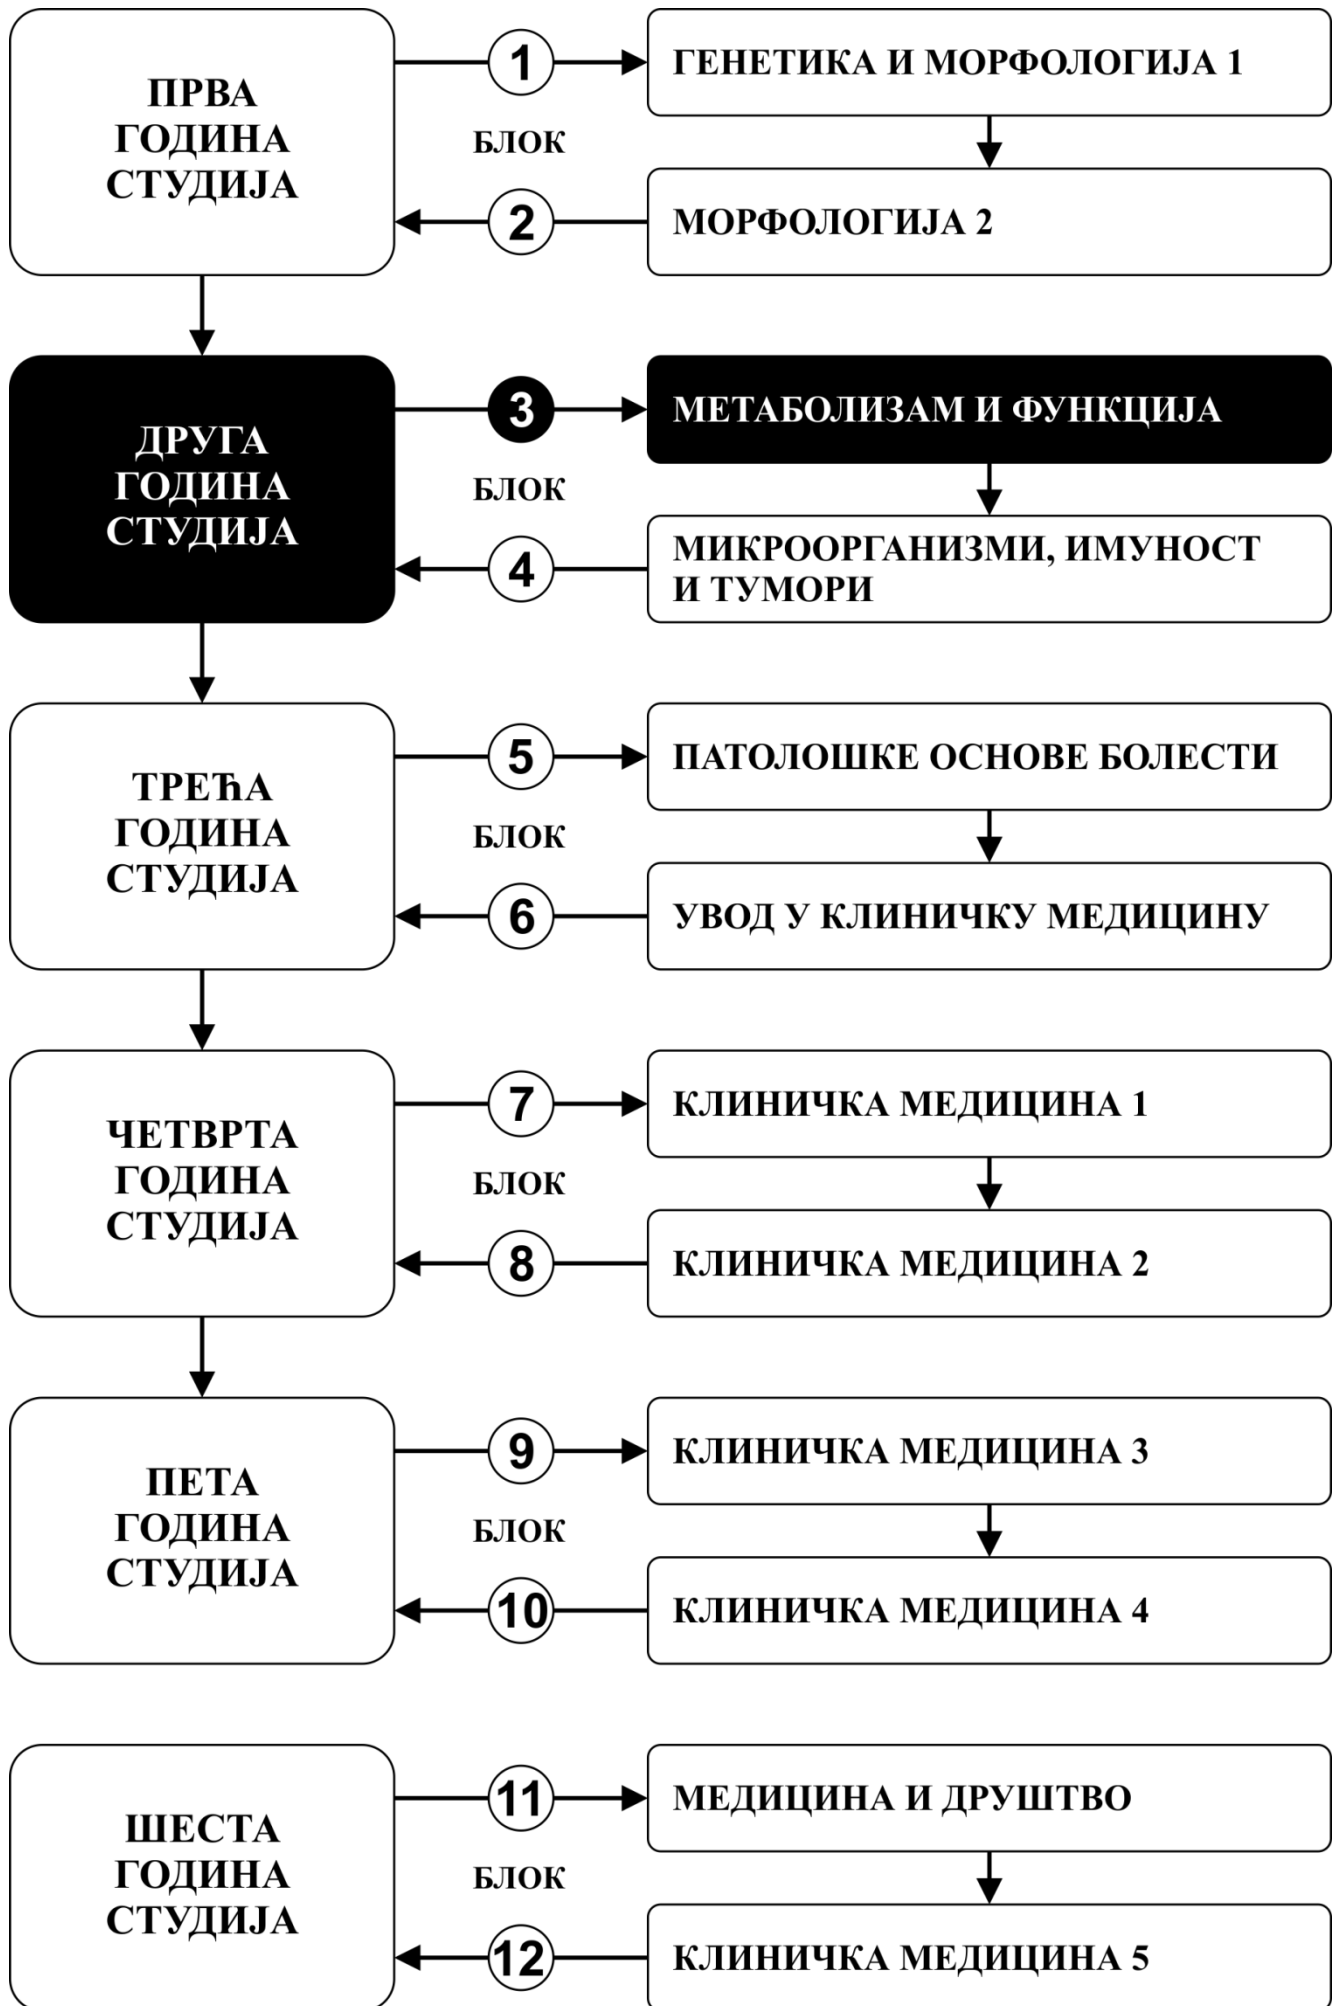 ПРВА
ГОДИНА
СТУДИЈА
1
БЛОК
2
ГЕНЕТИКА И МОРФОЛОГИЈА 1
МОРФОЛОГИЈА 2
ДРУГА
ГОДИНА
СТУДИЈА
3
БЛОК
4
МЕТАБОЛИЗАМ И ФУНКЦИЈА
МИКРООРГАНИЗМИ, ИМУНОСТ
И ТУМОРИ
ТРЕЋА
ГОДИНА
СТУДИЈА
5
БЛОК
6
ПАТОЛОШКЕ ОСНОВЕ БОЛЕСТИ
УВОД У КЛИНИЧКУ МЕДИЦИНУ
ЧЕТВРТА
ГОДИНА
СТУДИЈА
7
БЛОК
8
КЛИНИЧКА МЕДИЦИНА 1
КЛИНИЧКА МЕДИЦИНА 2
ПЕТА
ГОДИНА
СТУДИЈА
9
БЛОК
10
КЛИНИЧКА МЕДИЦИНА 3
КЛИНИЧКА МЕДИЦИНА 4
ШЕСТА
ГОДИНА
СТУДИЈА
11
БЛОК
12
МЕДИЦИНА И ДРУШТВО
КЛИНИЧКА МЕДИЦИНА 5